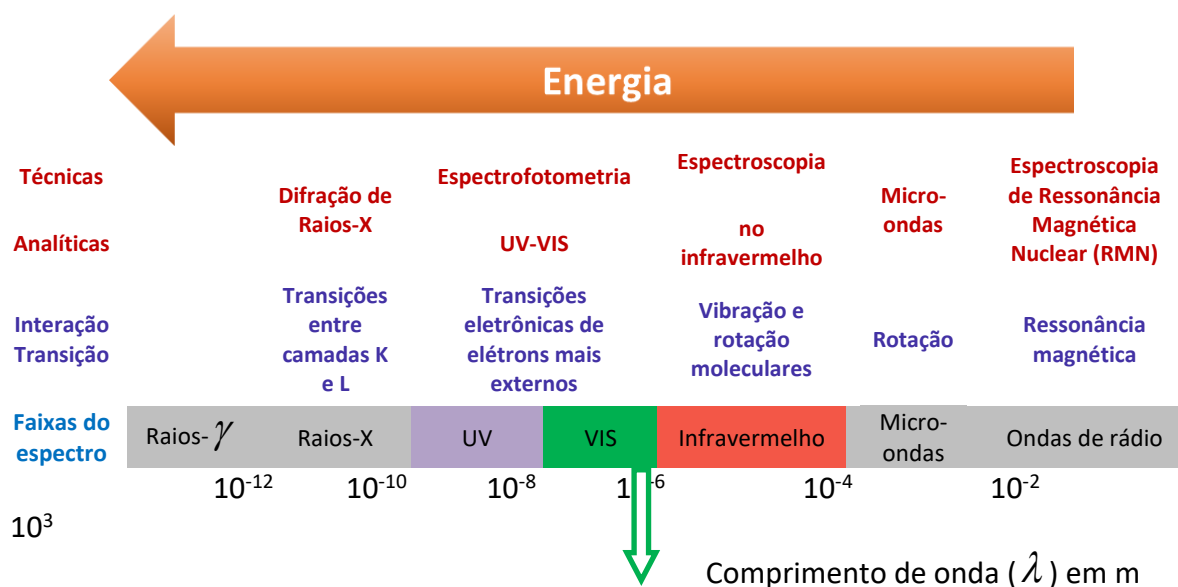 Energia
Técnicas
Analíticas
Difração de
Raios-X
Espectrofotometria
UV-VIS
Espectroscopia
no
infravermelho
Micro-
ondas
Espectroscopia
de Ressonância
Magnética
Nuclear (RMN)
Interação
Transição
Transições
entre
camadas K
e L
Transições
eletrônicas de
elétrons mais
externos
Vibração e
rotação
moleculares
Rotação
Ressonância
magnética
Faixas do
espectro
Raios-γ
Raios-X
UV
VIS
Infravermelho
Micro-
ondas
Ondas de rádio
10⁻¹² 10⁻¹⁰ 10⁻⁸ 10⁻⁴ 10⁻²
10³
Comprimento de onda (λ) em m